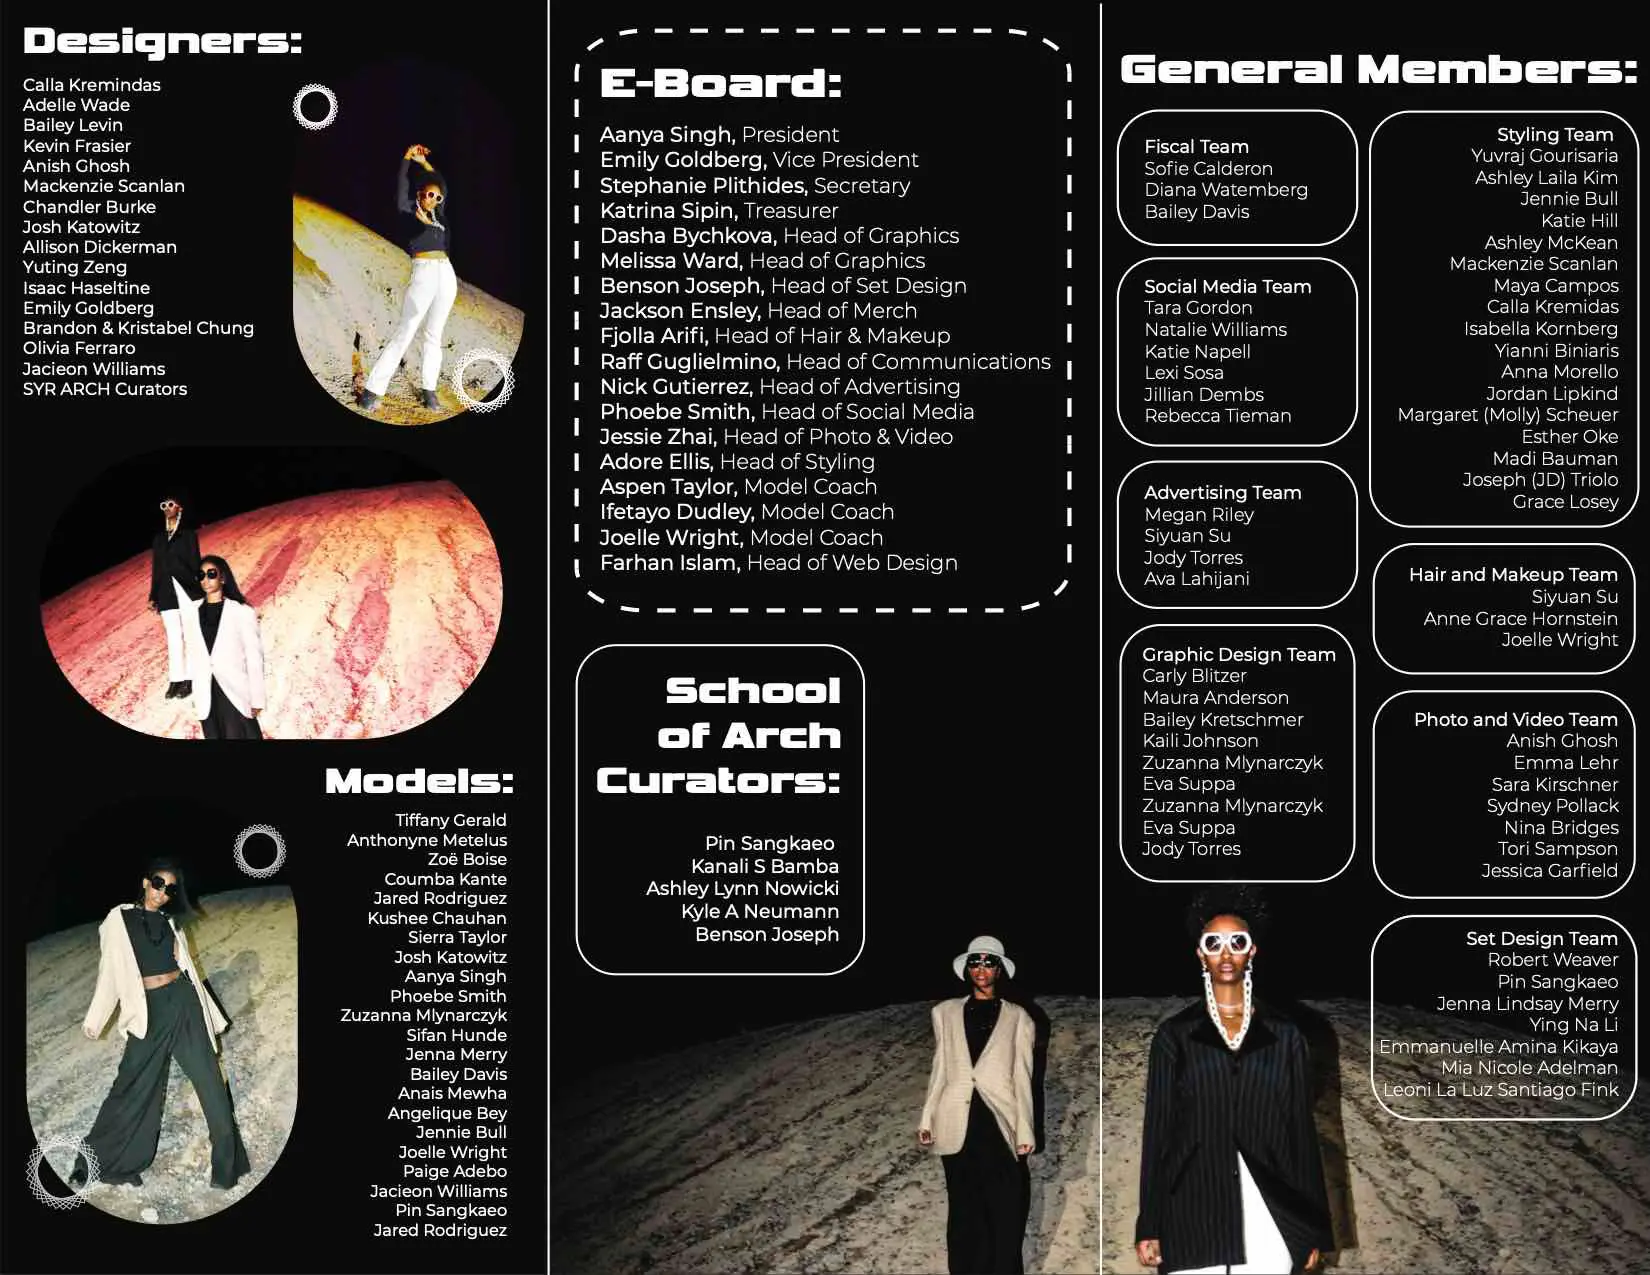 Designers:
Calla Kremindas
Adelle Wade
Bailey Levin
Kevin Frasier
Anish Ghosh
Mackenzie Scanlan
Chandler Burke
Josh Katowitz
Allison Dickerman
Yuting Zeng
Isaac Haseltine
Emily Goldberg
Brandon & Kristabel Chung
Olivia Ferraro
Jacieon Williams
SYR ARCH Curators
Models:
Tiffany Gerald
Anthonyne Metelus
Zoë Boise
Coumba Kante
Jared Rodriguez
Kushee Chauhan
Sierra Taylor
Josh Katowitz
Aanya Singh
Phoebe Smith
Zuzanna Mlynarczyk
Sifan Hunde
Jenna Merry
Bailey Davis
Anais Mewha
Angelique Bey
Jennie Bull
Joelle Wright
Paige Adebo
Jacieon Williams
Pin Sangkaeo
Jared Rodriguez
E-Board:
Aanya Singh, President
Emily Goldberg, Vice President
Stephanie Plithides, Secretary
Katrina Sipin, Treasurer
Dasha Bychkova, Head of Graphics
Melissa Ward, Head of Graphics
Benson Joseph, Head of Set Design
Jackson Ensley, Head of Merch
Fjolla Arifi, Head of Hair & Makeup
Raff Guglielmino, Head of Communications
Nick Gutierrez, Head of Advertising
Phoebe Smith, Head of Social Media
Jessie Zhai, Head of Photo & Video
Adore Ellis, Head of Styling
Aspen Taylor, Model Coach
Ifetayo Dudley, Model Coach
Joelle Wright, Model Coach
Farhan Islam, Head of Web Design
School
of Arch
Curators:
Pin Sangkaeo
Kanali S Bamba
Ashley Lynn Nowicki
Kyle A Neumann
Benson Joseph
General Members:
Fiscal Team
Sofie Calderon
Diana Watemberg
Bailey Davis
Social Media Team
Tara Gordon
Natalie Williams
Katie Napell
Lexi Sosa
Jillian Dembs
Rebecca Tieman
Advertising Team
Megan Riley
Siyuan Su
Jody Torres
Ava Lahijani
Graphic Design Team
Carly Blitzer
Maura Anderson
Bailey Kretschmer
Kaili Johnson
Zuzanna Mlynarczyk
Eva Suppa
Zuzanna Mlynarczyk
Eva Suppa
Jody Torres
Styling Team
Yuvraj Gourisaria
Ashley Laila Kim
Jennie Bull
Katie Hill
Ashley McKean
Mackenzie Scanlan
Maya Campos
Calla Kremidas
Isabella Kornberg
Yianni Biniaris
Anna Morello
Jordan Lipkind
Margaret (Molly) Scheuer
Esther Oke
Madi Bauman
Joseph (JD) Triolo
Grace Losey
Hair and Makeup Team
Siyuan Su
Anne Grace Hornstein
Joelle Wright
Photo and Video Team
Anish Ghosh
Emma Lehr
Sara Kirschner
Sydney Pollack
Nina Bridges
Tori Sampson
Jessica Garfield
Set Design Team
Robert Weaver
Pin Sangkaeo
Jenna Lindsay Merry
Ying Na Li
Emmanuelle Amina Kikaya
Mia Nicole Adelman
Leoni La Luz Santiago Fink